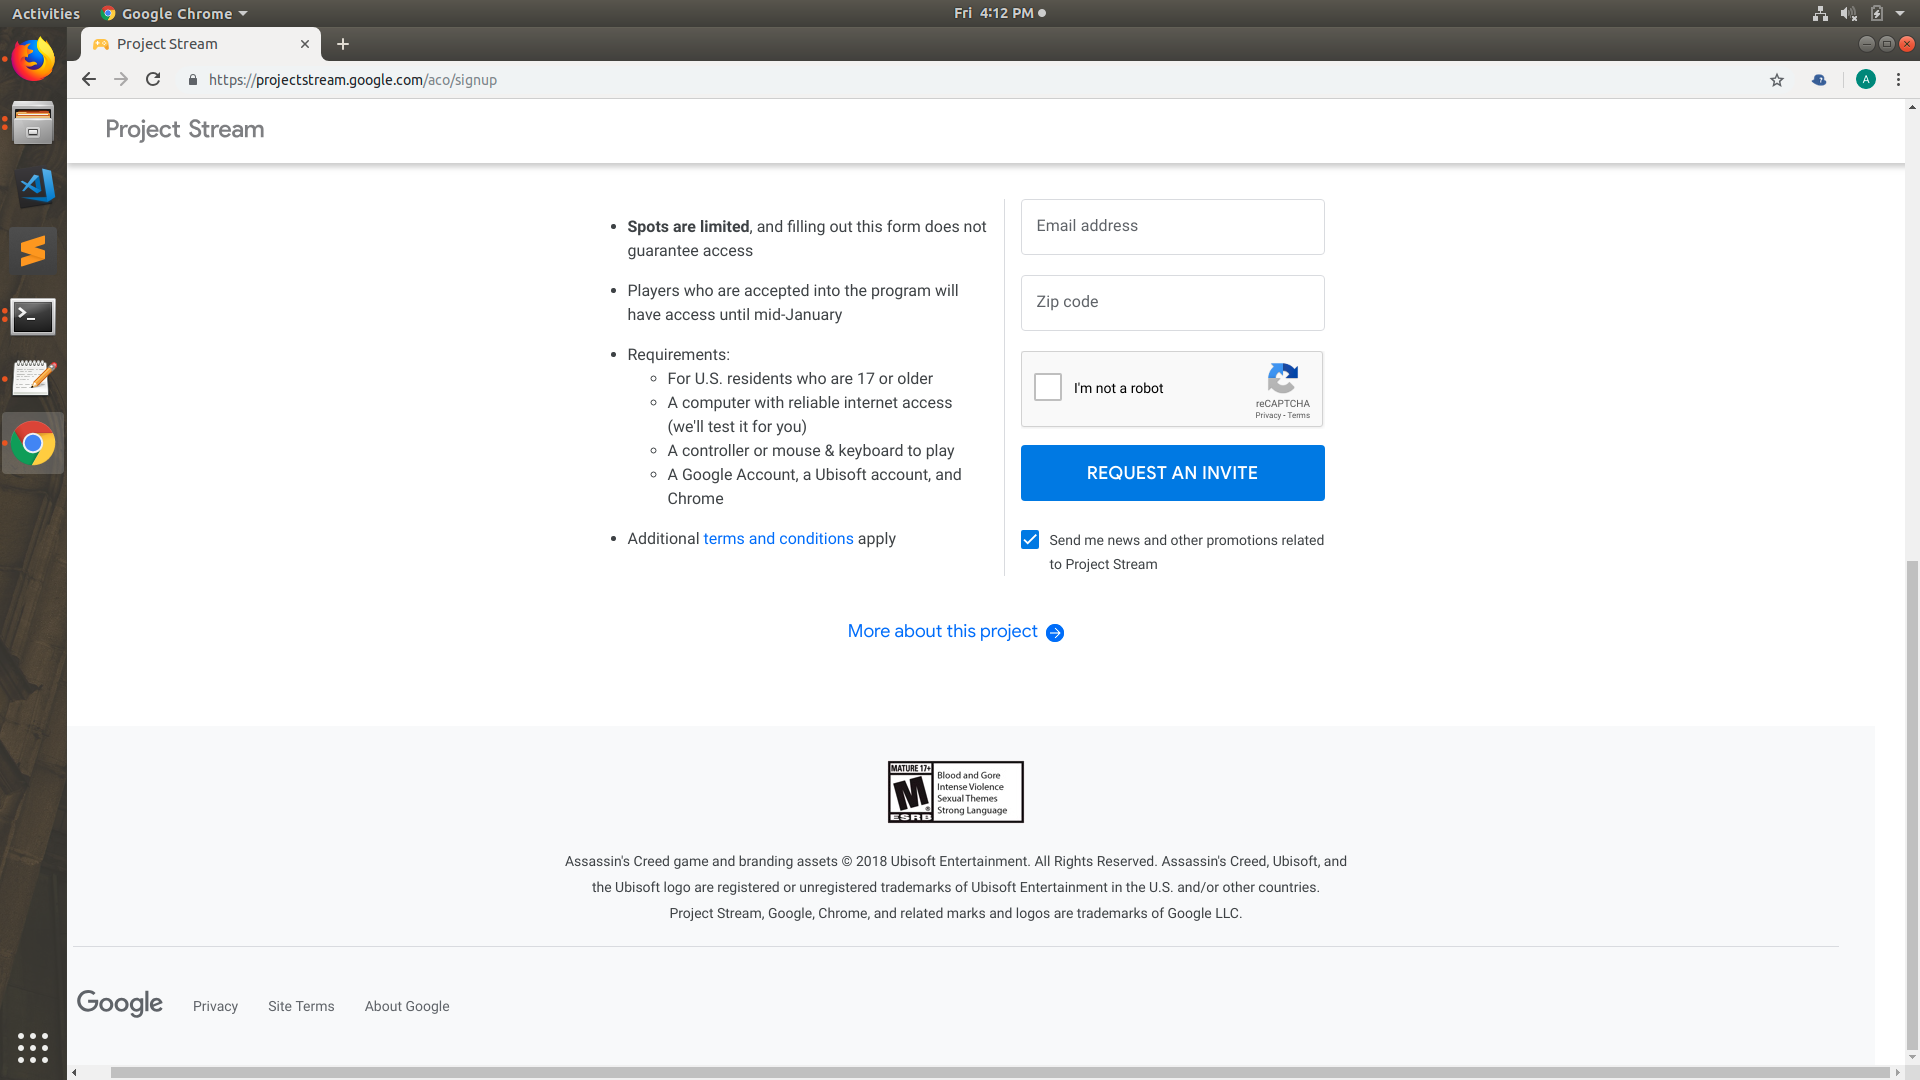 Activities
Google Chrome
Fri 4:12 PM
Project Stream
https://projectstream.google.com/aco/signup
A
Project Stream
Spots are limited, and filling out this form does not
guarantee access
Players who are accepted into the program will
have access until mid-January
Requirements:
For U.S. residents who are 17 or older
A computer with reliable internet access
(we'll test it for you)
A controller or mouse & keyboard to play
A Google Account, a Ubisoft account, and
Chrome
Additional terms and conditions apply
Email address
Zip code
I'm not a robot
reCAPTCHA
Privacy - Terms
REQUEST AN INVITE
Send me news and other promotions related
to Project Stream
More about this project
MATURE 17+
M
ESRB
Blood and Gore
Intense Violence
Sexual Themes
Strong Language
Assassin's Creed game and branding assets © 2018 Ubisoft Entertainment. All Rights Reserved. Assassin's Creed, Ubisoft, and
the Ubisoft logo are registered or unregistered trademarks of Ubisoft Entertainment in the U.S. and/or other countries.
Project Stream, Google, Chrome, and related marks and logos are trademarks of Google LLC.
Google Privacy Site Terms About Google